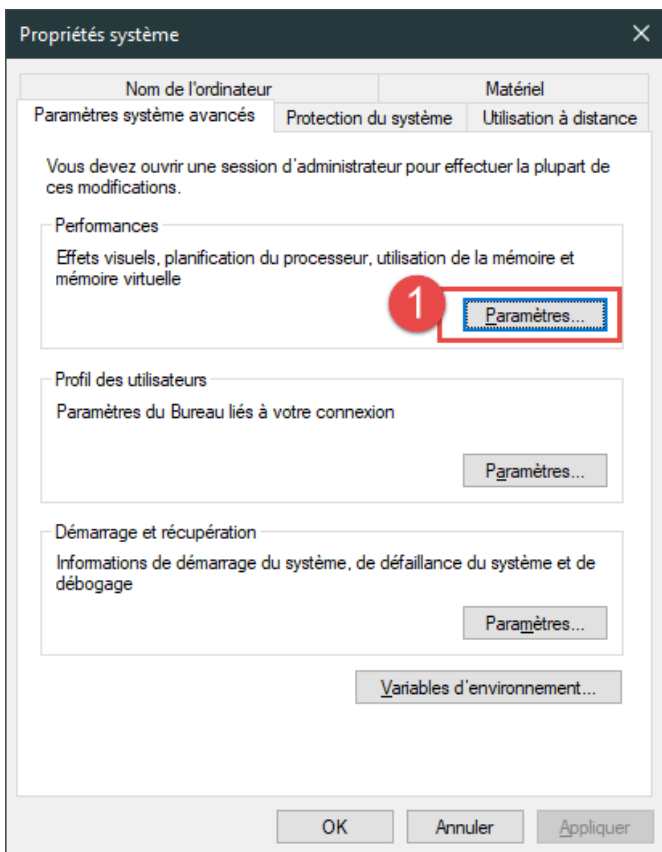 Propriétés système
Nom de l'ordinateur
Matériel
Paramètres système avancés
Protection du système
Utilisation à distance
Vous devez ouvrir une session d'administrateur pour effectuer la plupart de
ces modifications.
Performances
Effets visuels, planification du processeur, utilisation de la mémoire et
mémoire virtuelle
1
Paramètres...
Profil des utilisateurs
Paramètres du Bureau liés à votre connexion
Paramètres...
Démarrage et récupération
Informations de démarrage du système, de défaillance du système et de
débogage
Paramètres...
Variables d'environnement...
OK
Annuler
Appliquer